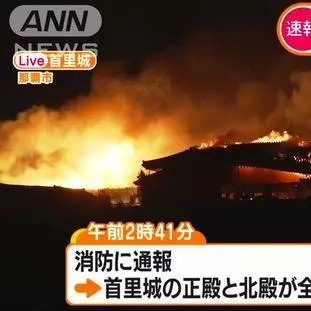 ANN
NEWS
速報
Live 首里城
那覇市
午前2時41分
消防に通報
➡首里城の正殿と北殿が全